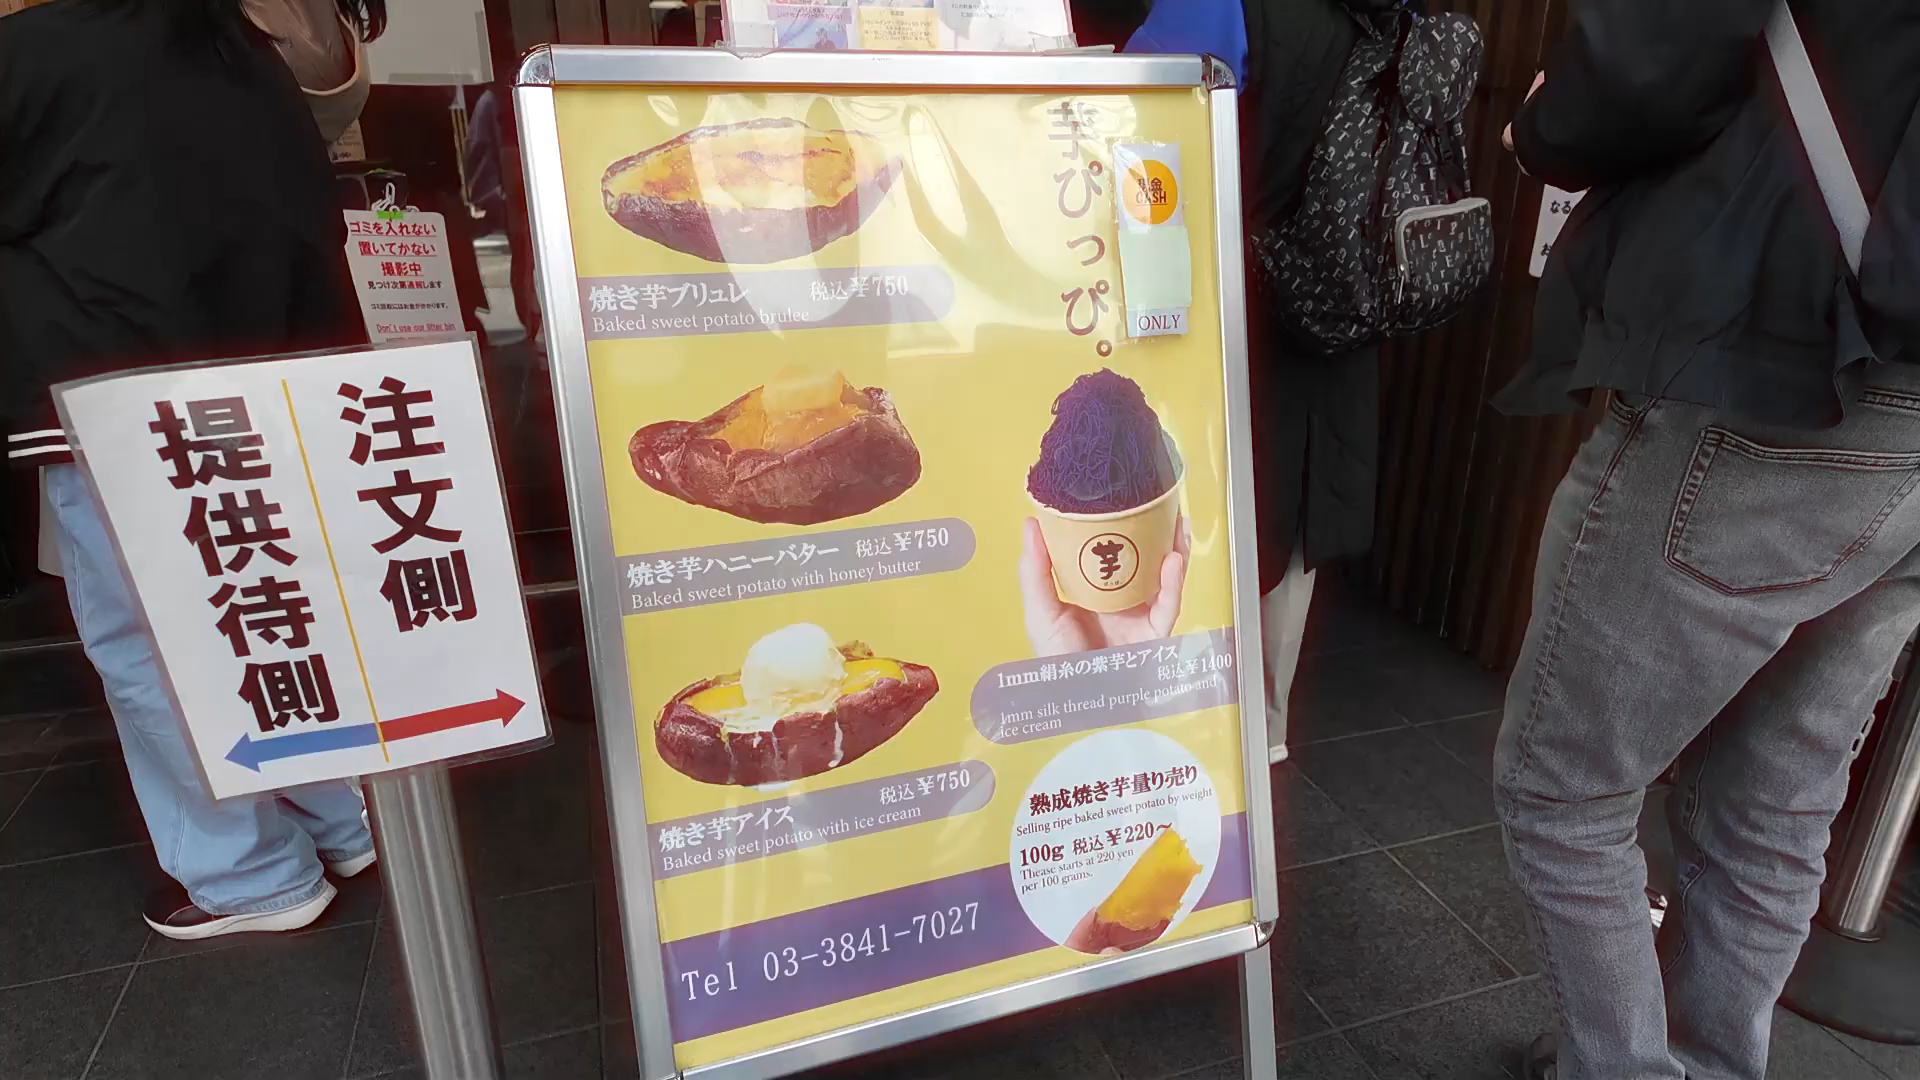 ゴミを入れない
置いてかない
撮影中
見つけ次第通報します
Don't use our litter bin
注文側
提供待側
芋ぴっぴ。
現金
CASH
ONLY
焼き芋ブリュレ 税込¥750
Baked sweet potato brulee
焼き芋ハニーバター 税込¥750
Baked sweet potato with honey butter
焼き芋アイス 税込¥750
Baked sweet potato with ice cream
芋
1mm絹糸の紫芋とアイス
税込¥1400
1mm silk thread purple potato and
ice cream
熟成焼き芋量り売り
Selling ripe baked sweet potato by weight
100g 税込¥220〜
Thease starts at 220 yen
per 100 grams.
Tel 03-3841-7027